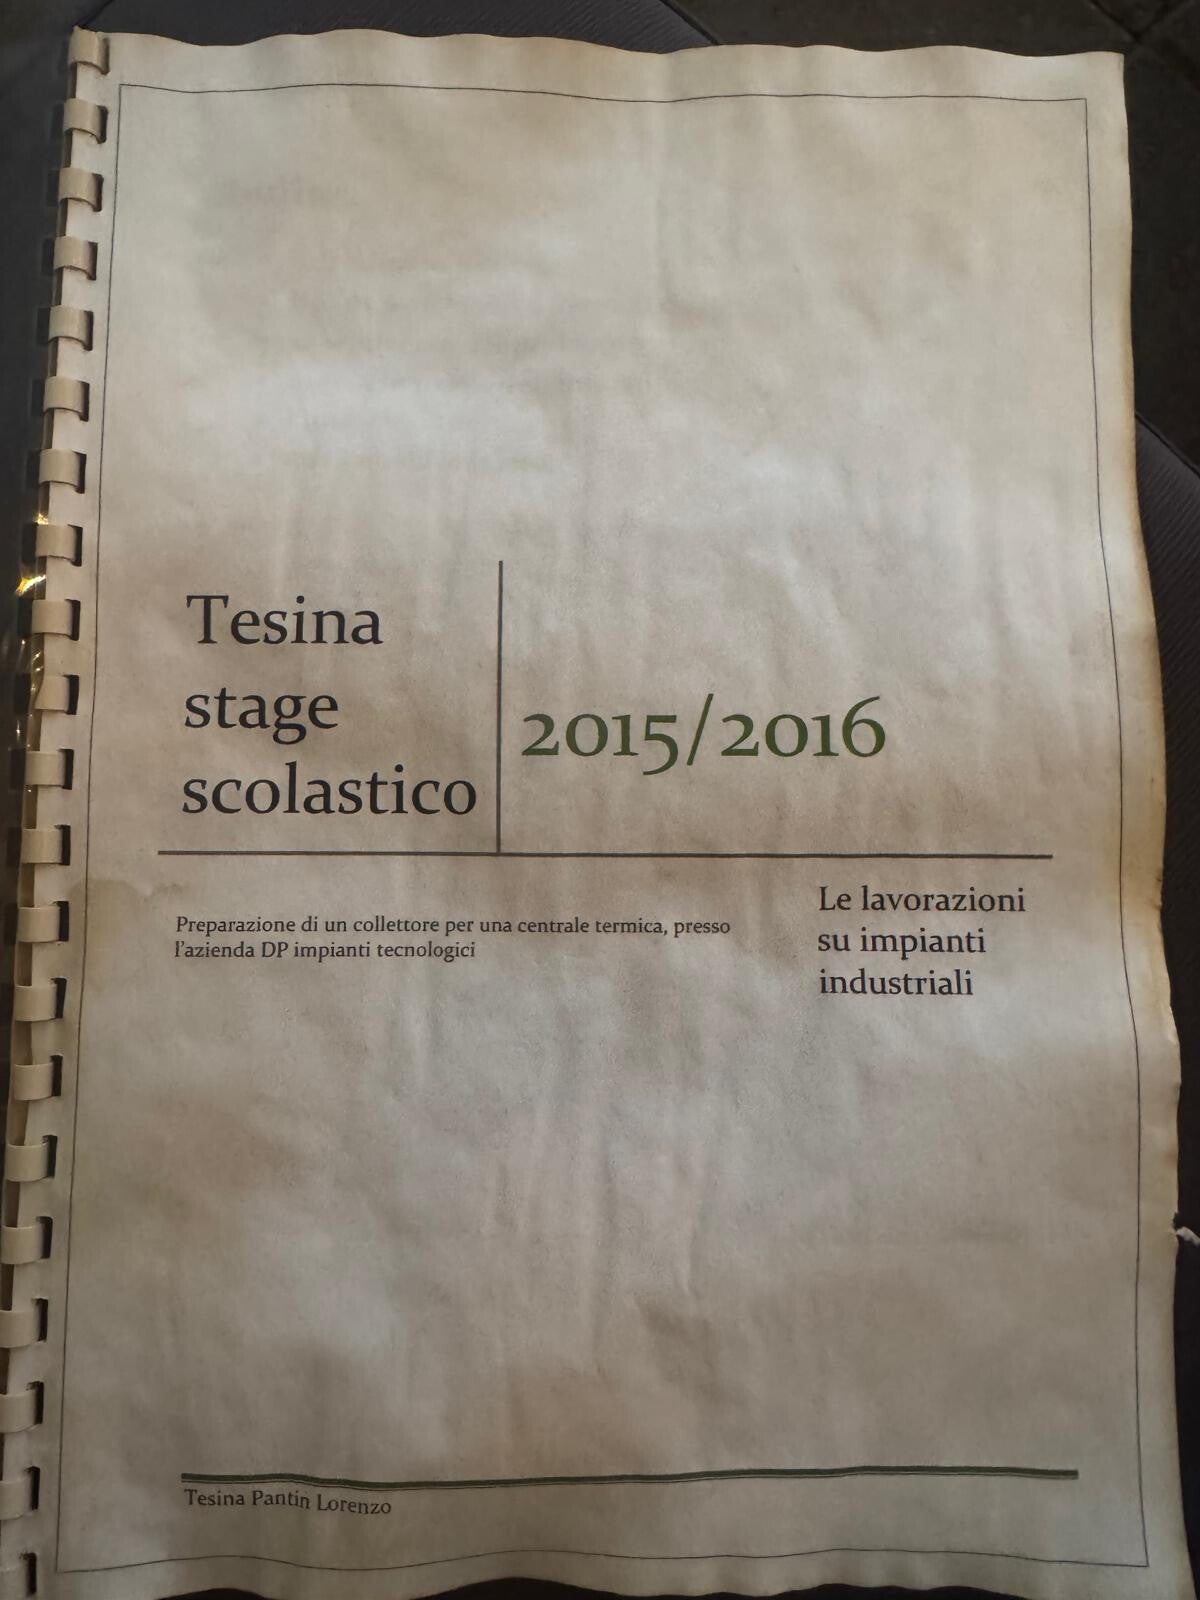 Tesina
stage
scolastico
2015/2016
Preparazione di un collettore per una centrale termica, presso
l'azienda DP impianti tecnologici
Le lavorazioni
su impianti
industriali
Tesina Pantin Lorenzo